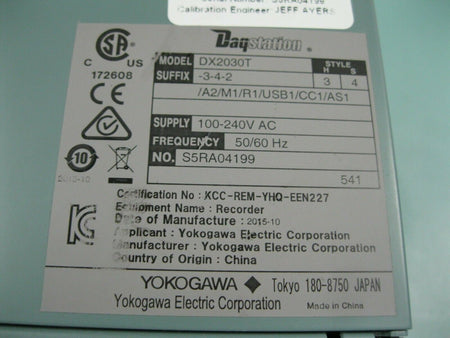 S5RA04199
Calibration Engineer JEFF AYERS
CSA
C US
172608
Daqstation
MODEL DX2030T STYLE
SUFFIX -3-4-2 H 3 S 4
/A2/M1/R1/USB1/CC1/AS1
SUPPLY 100-240V AC
FREQUENCY 50/60 Hz
NO. S5RA04199
541
10
2015-10
Certification No. : KCC-REM-YHQ-EEN227
Equipment Name : Recorder
Date of Manufacture : 2015-10
Applicant : Yokogawa Electric Corporation
Manufacturer : Yokogawa Electric Corporation
Country of Origin : China
YOKOGAWA Tokyo 180-8750 JAPAN
Yokogawa Electric Corporation Made in China